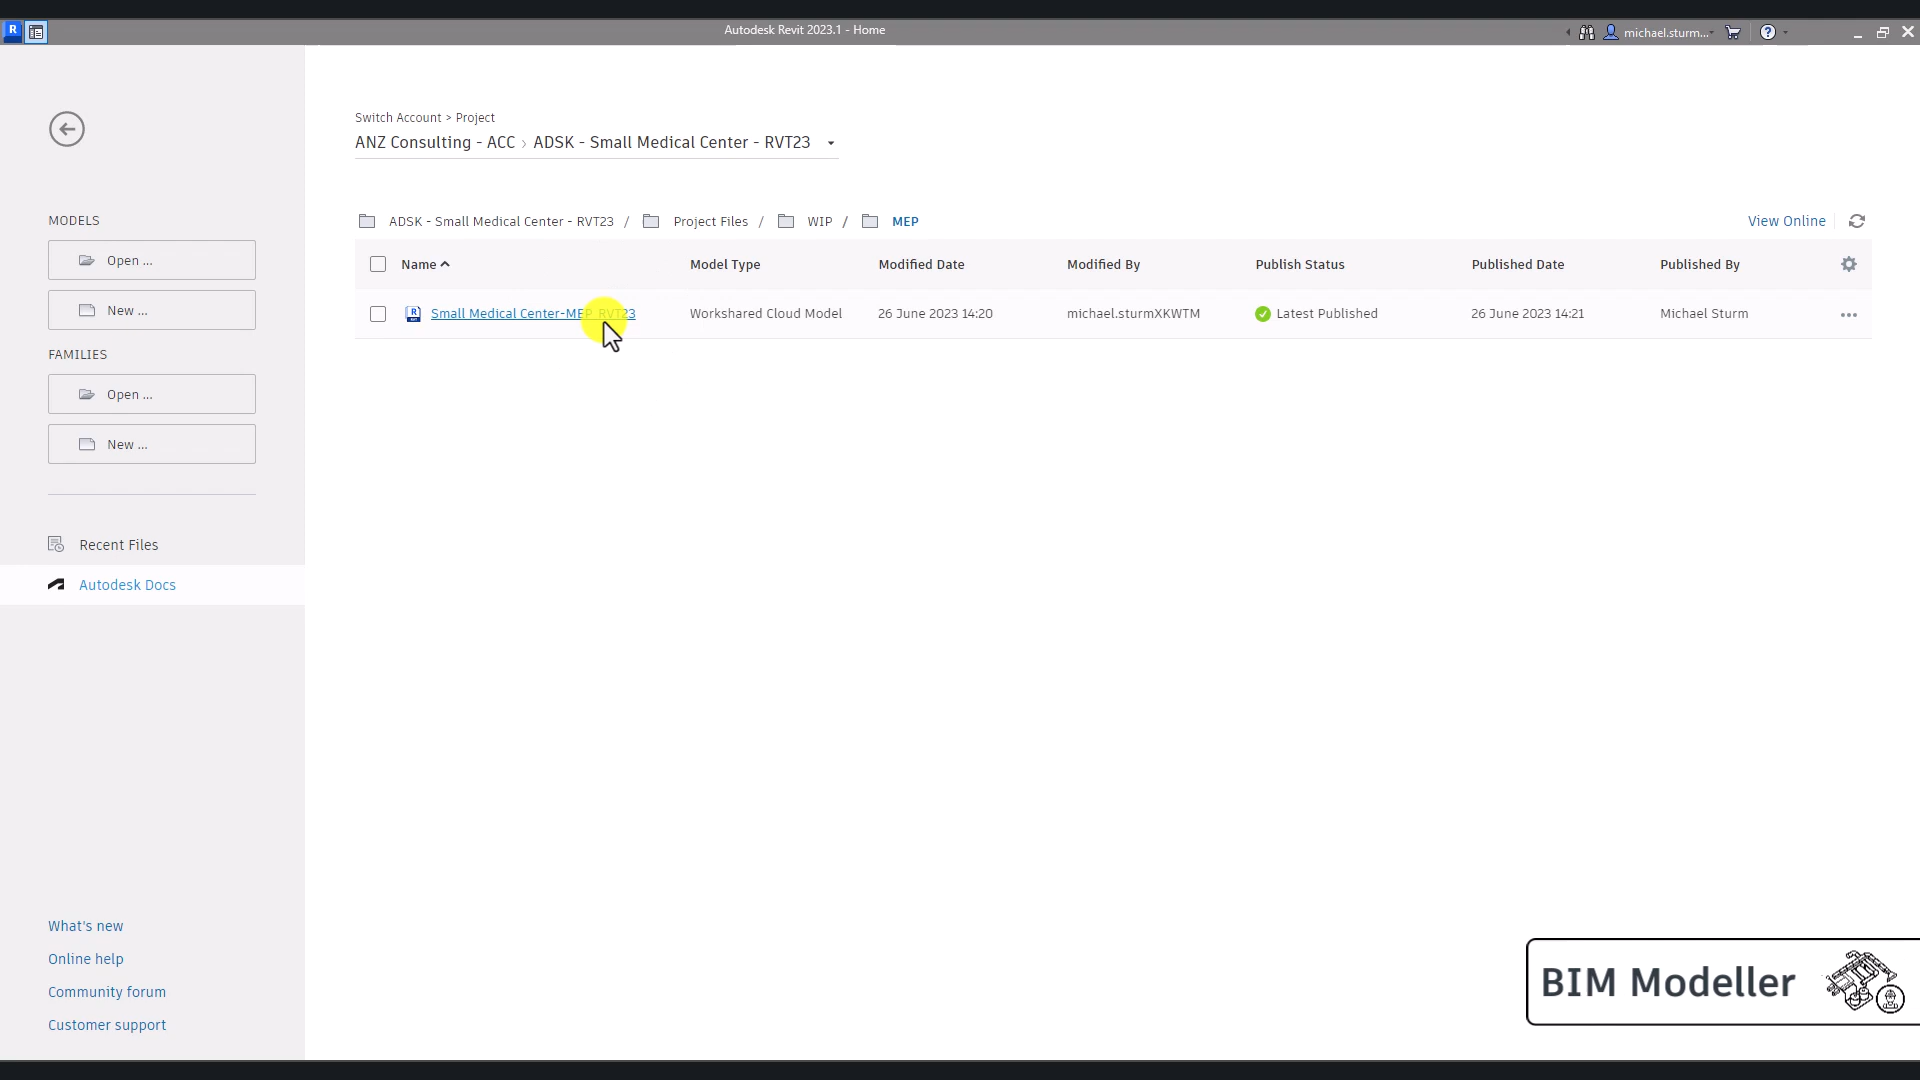 Autodesk Revit 2023.1 - Home
michael.sturm...
Switch Account > Project
ANZ Consulting - ACC › ADSK - Small Medical Center - RVT23
MODELS
Open ...
New ...
FAMILIES
Open ...
New ...
Recent Files
Autodesk Docs
What's new
Online help
Community forum
Customer support
ADSK - Small Medical Center - RVT23 / Project Files / WIP / MEP
View Online
Name Model Type Modified Date Modified By Publish Status Published Date Published By
Small Medical Center-MEP_RVT23 Workshared Cloud Model 26 June 2023 14:20 michael.sturmXKWTM Latest Published 26 June 2023 14:21 Michael Sturm
BIM Modeller